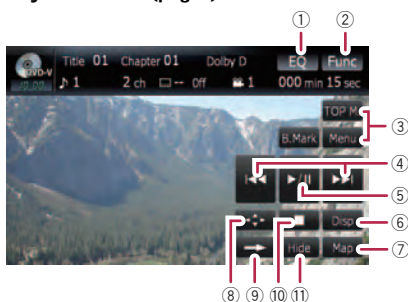 ① ②
Title 01 Chapter 01 Dolby D EQ Func
DVD-V
1 2 ch -- Off 1 000 min 15 sec
TOP M
③
B.Mark Menu
④
⑤
Disp ⑥
Hide Map ⑦
⑧ ⑨ ⑩ ⑪